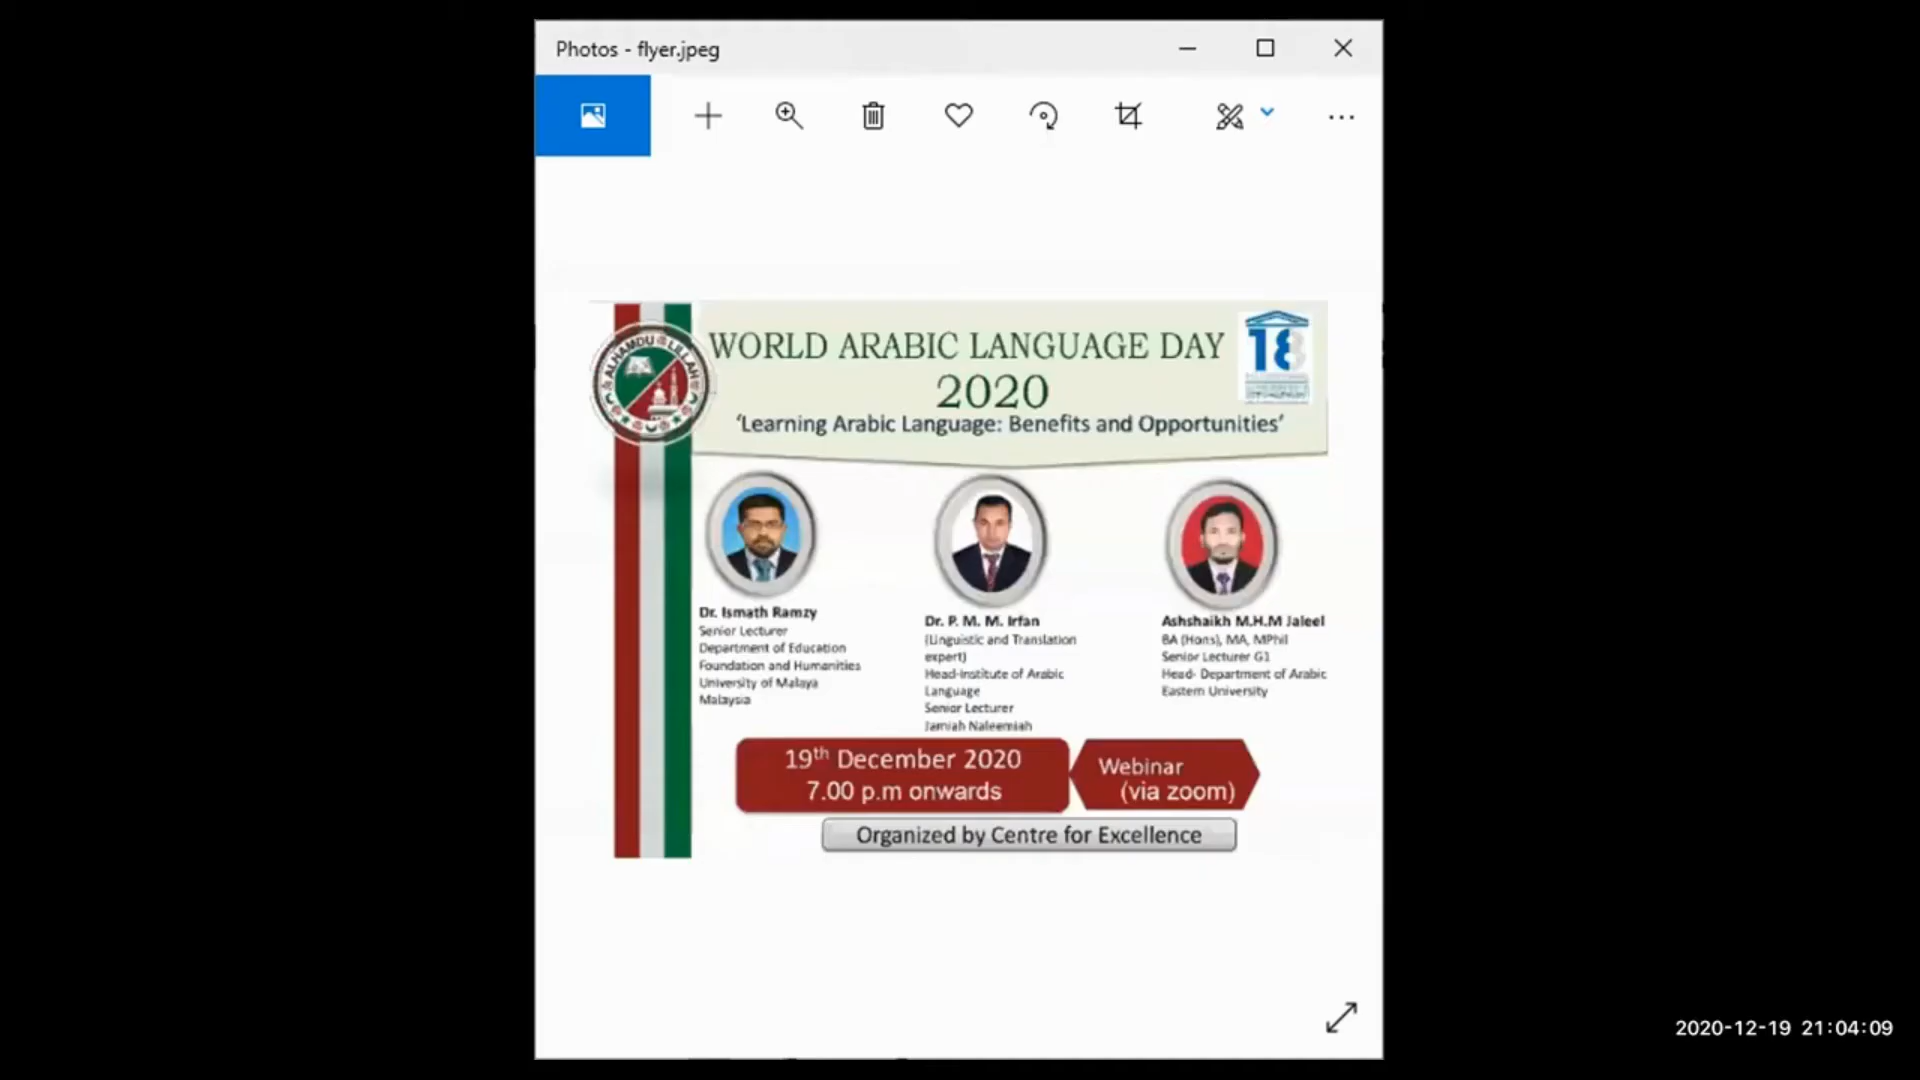 Photos - flyer.jpeg
ALHAMDU LILLAH
WORLD ARABIC LANGUAGE DAY
2020
‘Learning Arabic Language: Benefits and Opportunities’
18
Dr. Ismath Ramzy
Senior Lecturer
Department of Education
Foundation and Humanities
University of Malaya
Malaysia
Dr. P. M. M. Irfan
(Linguistic and Translation
expert)
Head-Institute of Arabic
Language
Senior Lecturer
Jamiah Naleemiah
Ashshaikh M.H.M Jaleel
BA (Hons), MA, MPhil
Senior Lecturer G1
Head- Department of Arabic
Eastern University
19th December 2020
7.00 p.m onwards
Webinar
(via zoom)
Organized by Centre for Excellence
2020-12-19 21:04:09